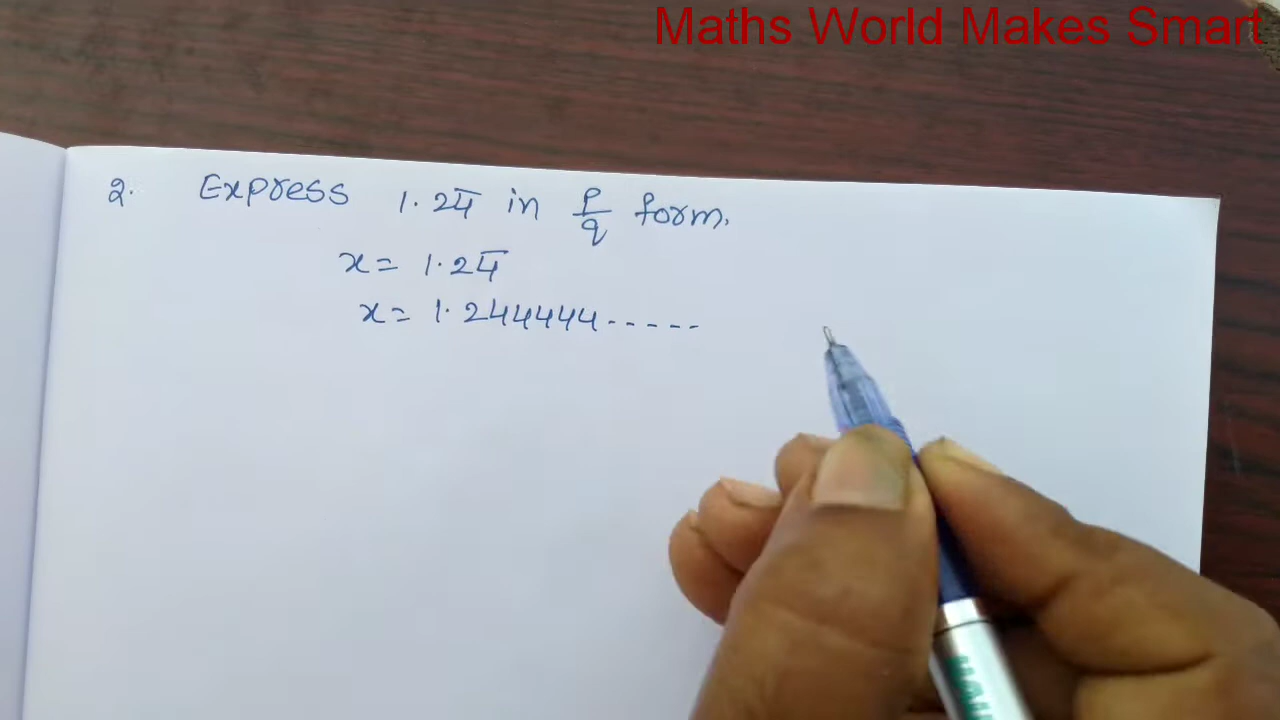 Maths World Makes Smart
2. Express 1.24̅ in p/q form.
x = 1.24̅
x = 1.244444-----